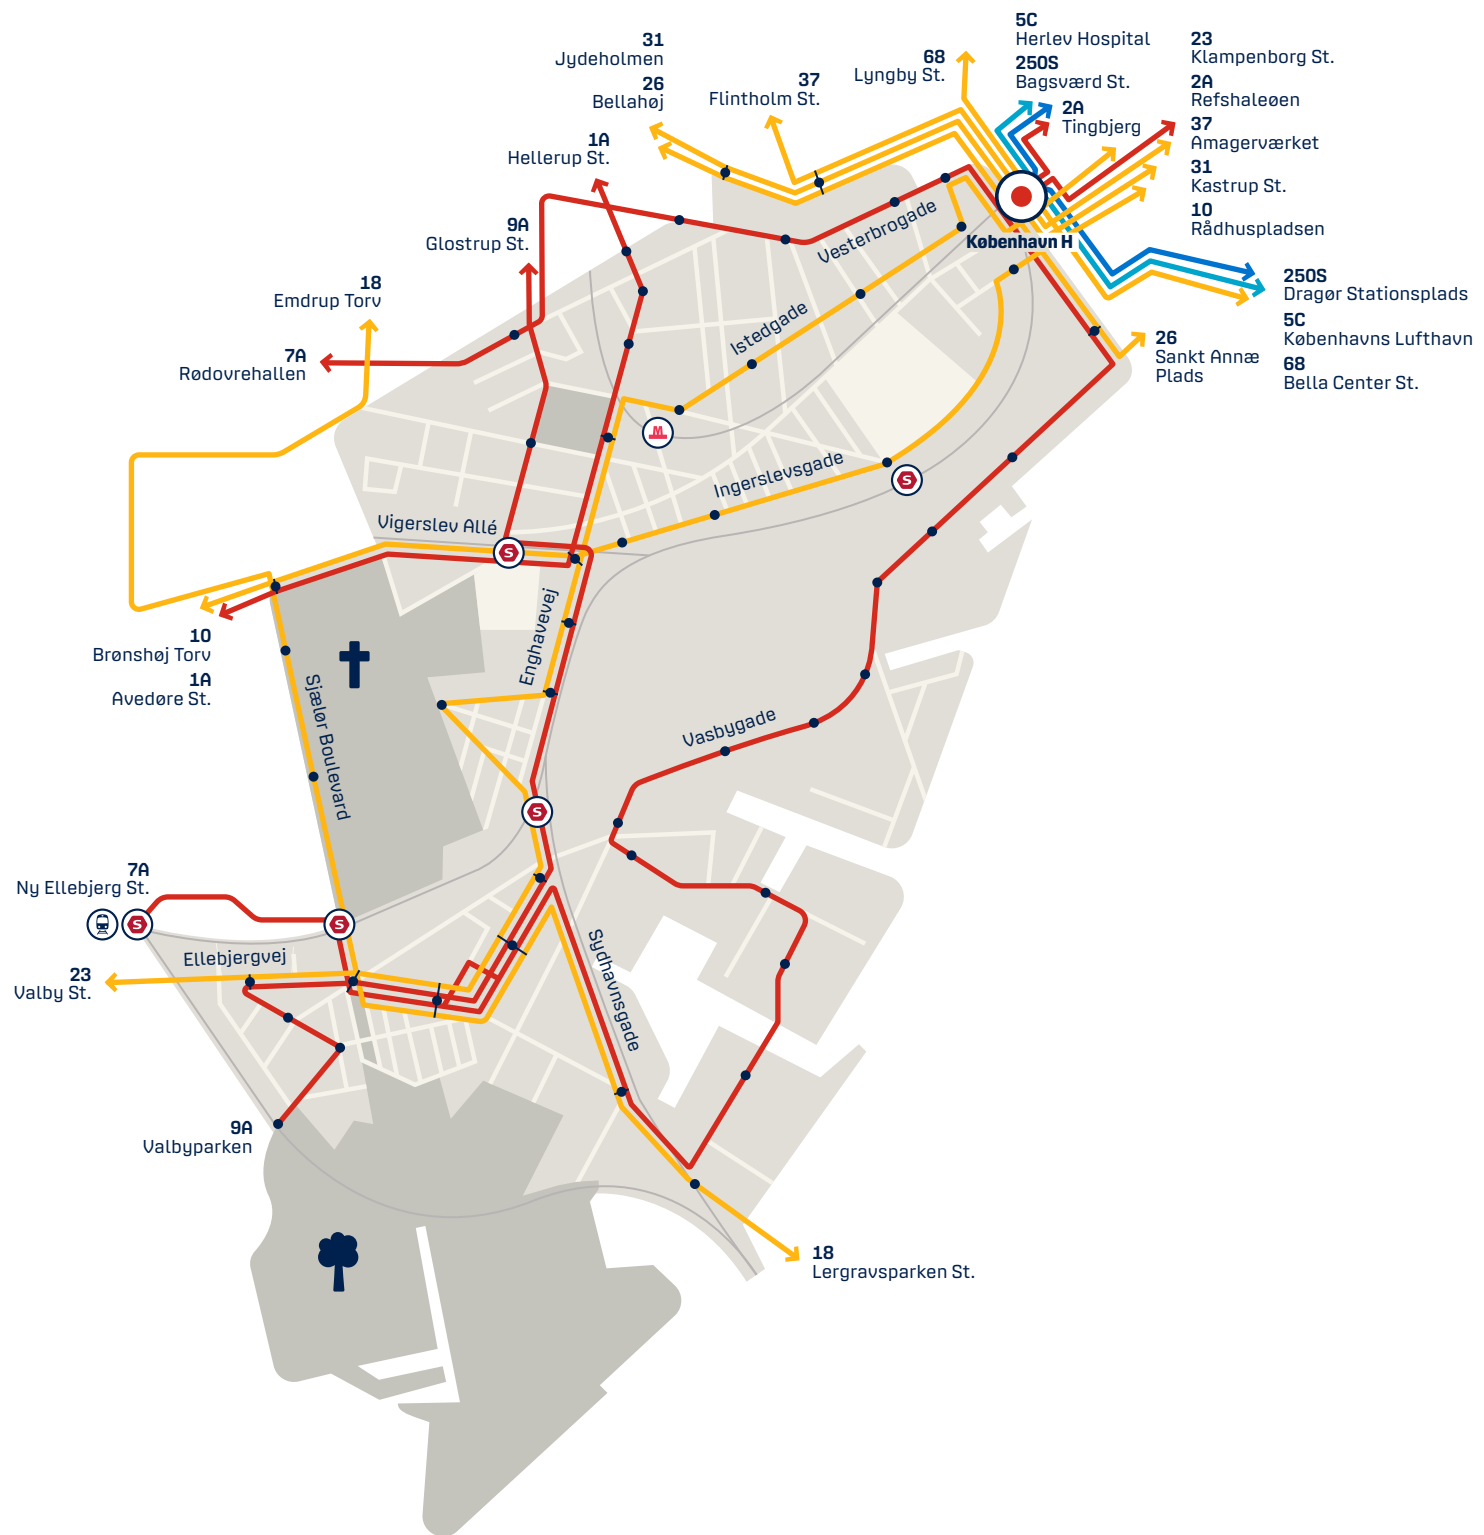 5C
Herlev Hospital
250S
Bagsværd St.
2A
Tingbjerg
31
Jydeholmen
26
Bellahøj
37
Flintholm St.
68
Lyngby St.
23
Klampenborg St.
2A
Refshaleøen
37
Amagerværket
31
Kastrup St.
10
Rådhuspladsen
1A
Hellerup St.
9A
Glostrup St.
18
Emdrup Torv
7A
Rødovrehallen
København H
250S
Dragør Stationsplads
5C
Københavns Lufthavn
68
Bella Center St.
26
Sankt Annæ
Plads
Vesterbrogade
Istedgade
M
Ingerslevsgade
S
Vigerslev Allé
S
Enghavevej
10
Brønshøj Torv
1A
Avedøre St.
Sjælør Boulevard
Vasbygade
S
7A
Ny Ellebjerg St.
S
S
Ellebjergvej
23
Valby St.
Sydhavnsgade
9A
Valbyparken
18
Lergravsparken St.